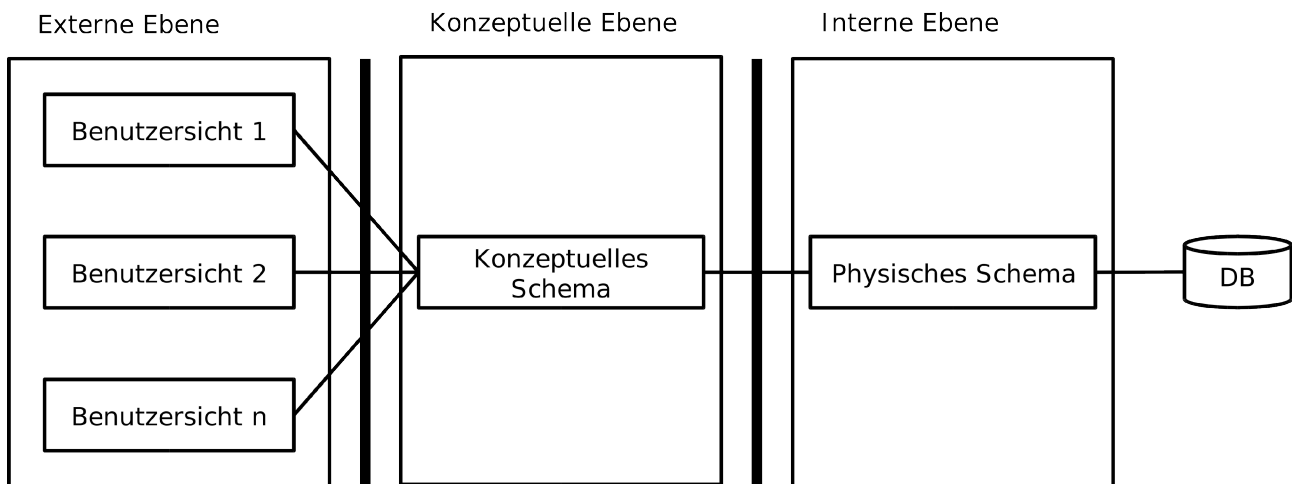 Externe Ebene
Konzeptuelle Ebene
Interne Ebene
Benutzersicht 1
Benutzersicht 2
Benutzersicht n
Konzeptuelles
Schema
Physisches Schema
DB